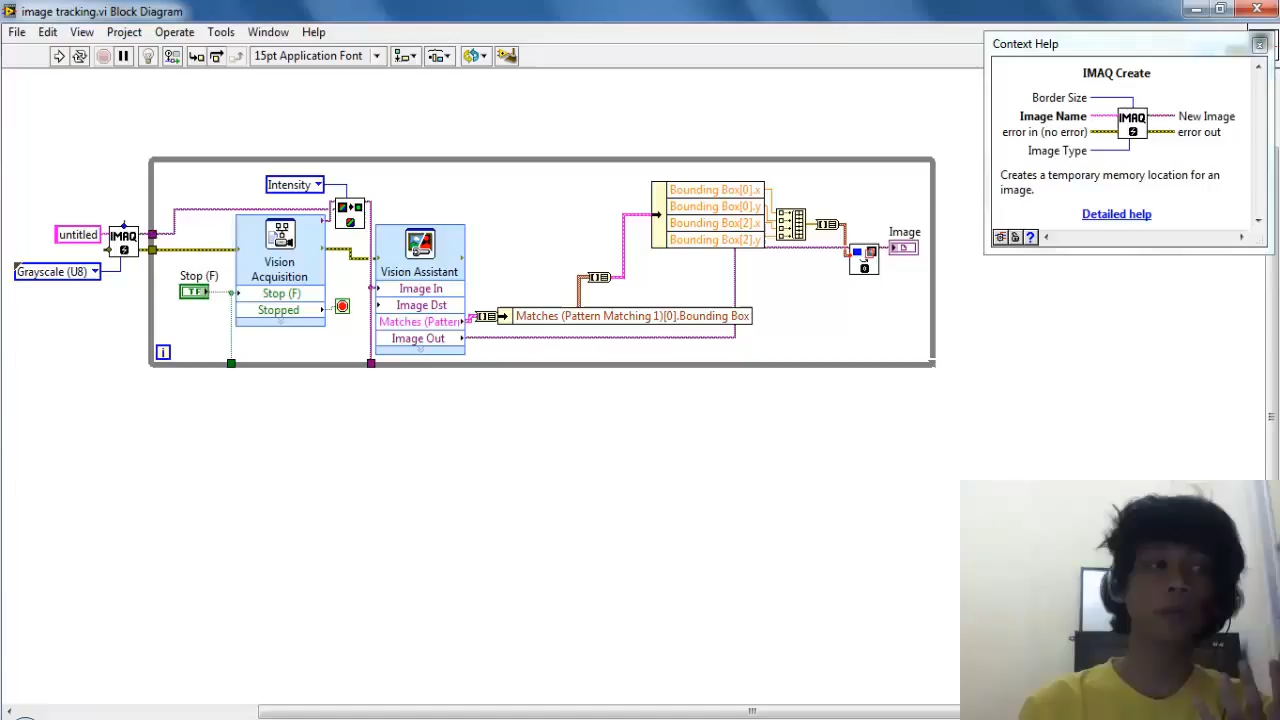 image tracking.vi Block Diagram
File Edit View Project Operate Tools Window Help
15pt Application Font
Context Help
IMAQ Create
Border Size
Image Name
error in (no error)
Image Type
IMAQ
New Image
error out
Creates a temporary memory location for an
image.
Detailed help
?
Intensity
untitled
IMAQ
Grayscale (U8)
Stop (F)
TF
Vision
Acquisition
Stop (F)
Stopped
Vision Assistant
Image In
Image Dst
Matches (Pattern
Image Out
Matches (Pattern Matching 1)[0].Bounding Box
Bounding Box[0].x
Bounding Box[0].y
Bounding Box[2].x
Bounding Box[2].y
Image
i